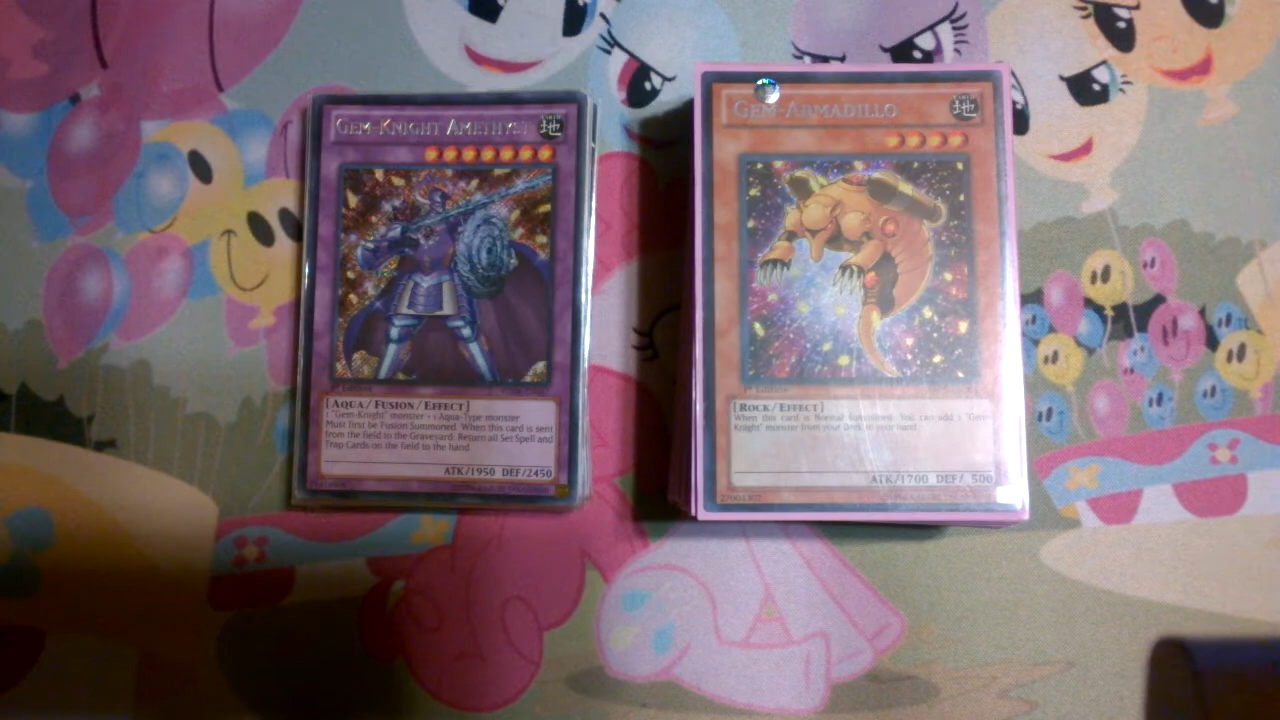 GEM-KNIGHT AMETHYST
地
1st Edition
[AQUA/FUSION/EFFECT]
1 "Gem-Knight" monster + 1 Aqua-Type monster
Must first be Fusion Summoned. When this card is sent
from the field to the Graveyard: Return all Set Spell and
Trap Cards on the field to the hand.
ATK/1950 DEF/2450
GEM-ARMADILLO
地
1st Edition
[ROCK/EFFECT]
When this card is Normal Summoned: You can add 1 "Gem-
Knight" monster from your Deck to your hand.
ATK/1700 DEF/ 500